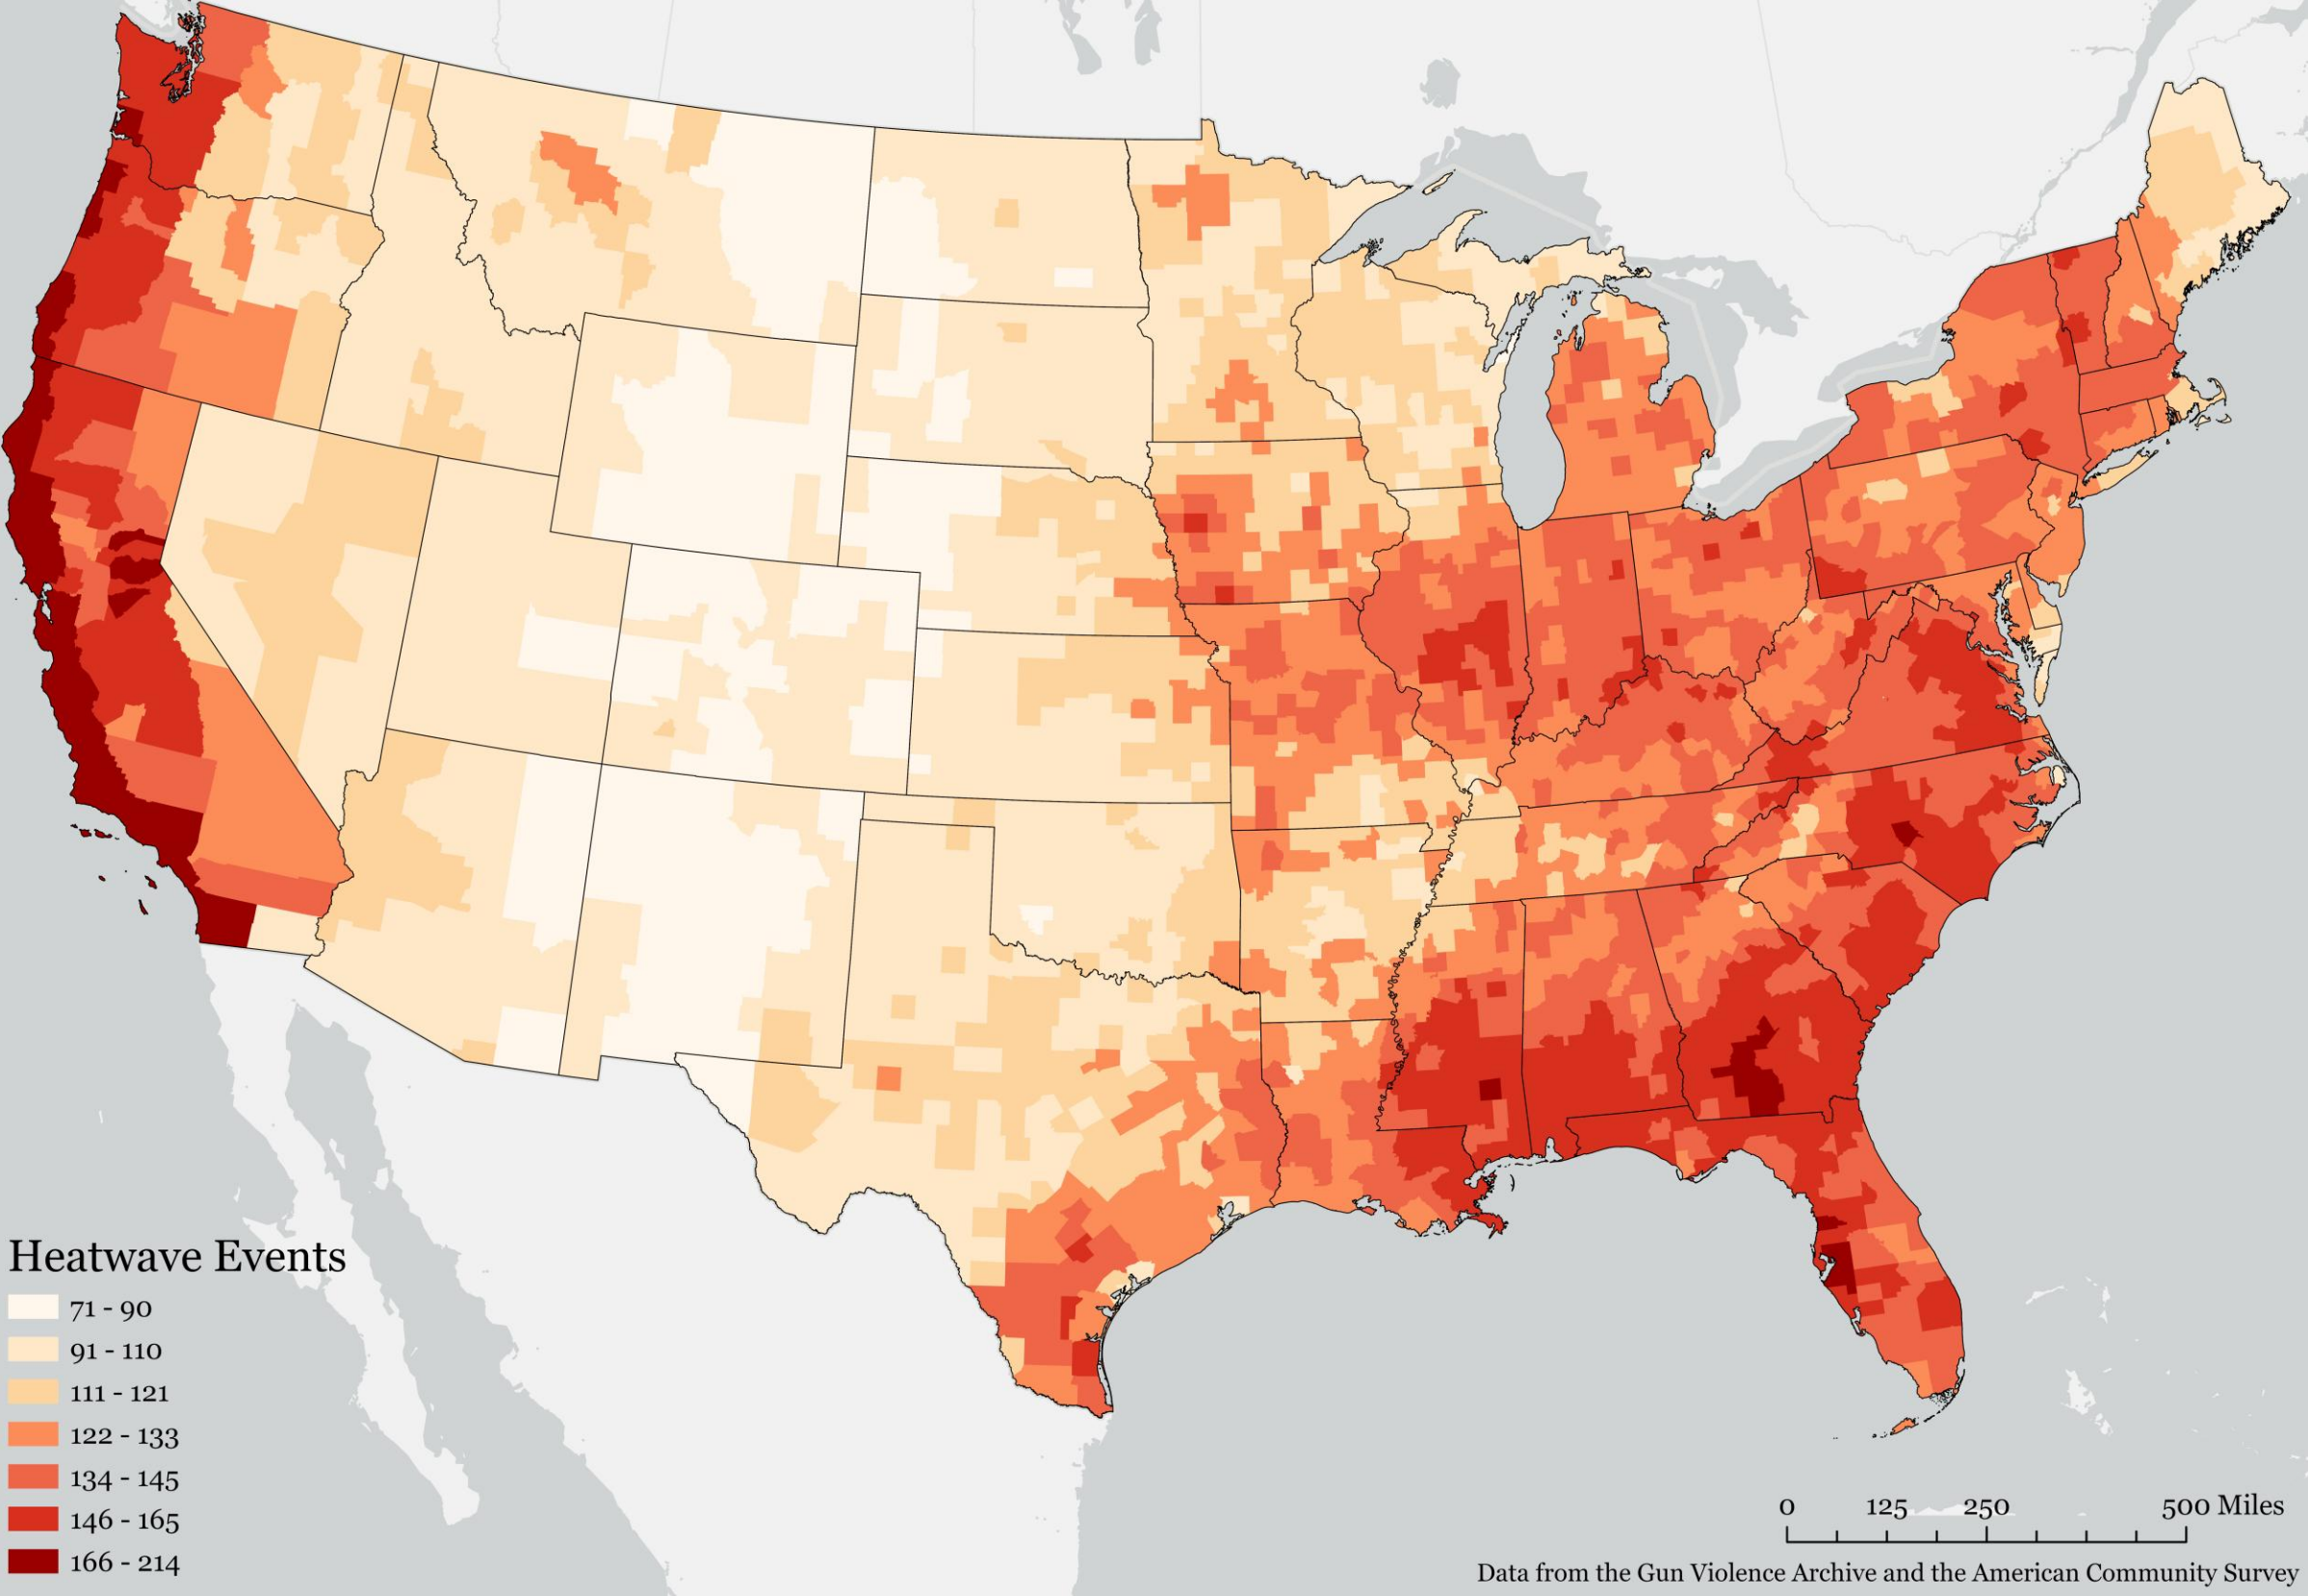 Heatwave Events
71 - 90
91 - 110
111 - 121
122 - 133
134 - 145
146 - 165
166 - 214
0 125 250 500 Miles
Data from the Gun Violence Archive and the American Community Survey